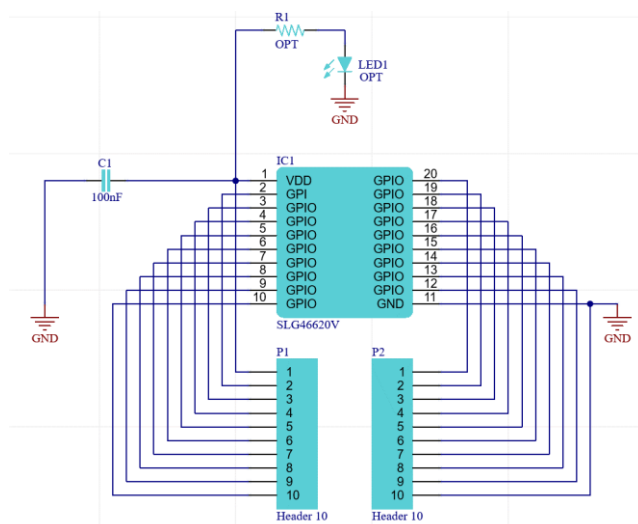 R1
OPT
LED1
OPT
GND
C1
100nF
GND
IC1
1 VDD GPIO 20
2 GPI GPIO 19
3 GPIO GPIO 18
4 GPIO GPIO 17
5 GPIO GPIO 16
6 GPIO GPIO 15
7 GPIO GPIO 14
8 GPIO GPIO 13
9 GPIO GPIO 12
10 GPIO GND 11
SLG46620V
GND
P1
1
2
3
4
5
6
7
8
9
10
Header 10
P2
1
2
3
4
5
6
7
8
9
10
Header 10